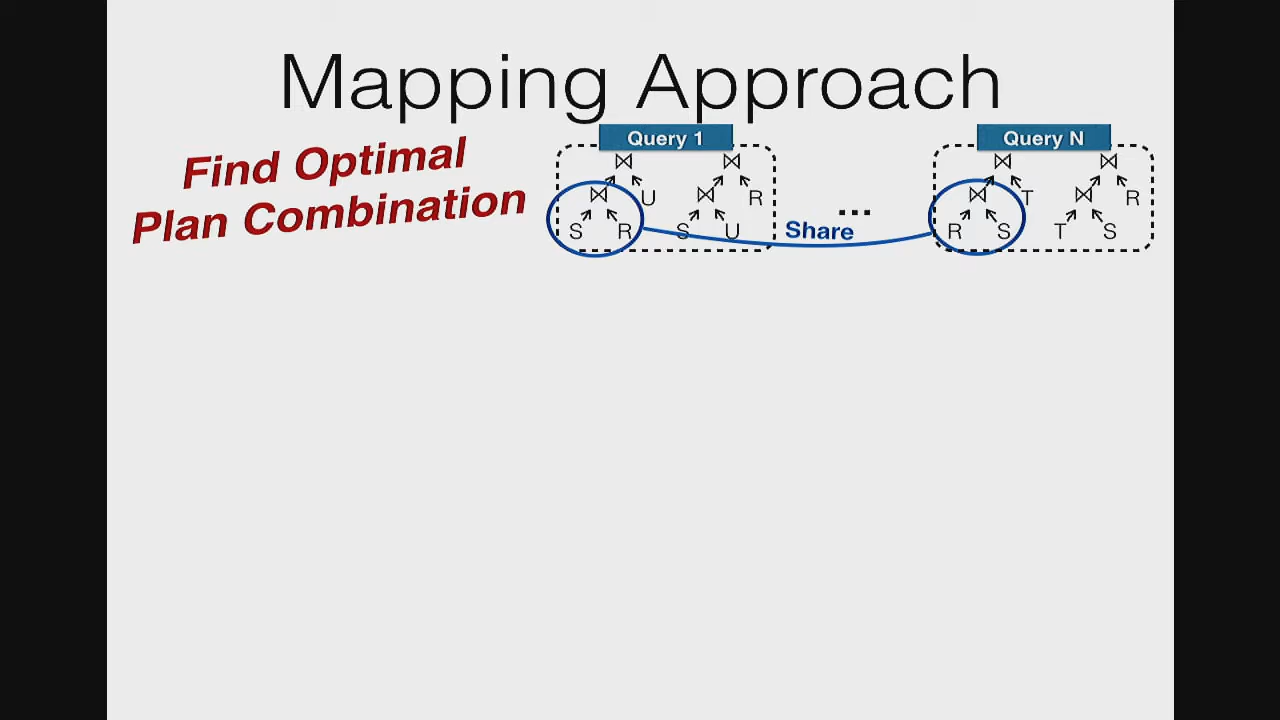 Mapping Approach
Find Optimal
Plan Combination
Query 1
⋈ ⋈
⋈ U ⋈ R
S R S U
...
Share
Query N
⋈ ⋈
⋈ T ⋈ R
R S T S